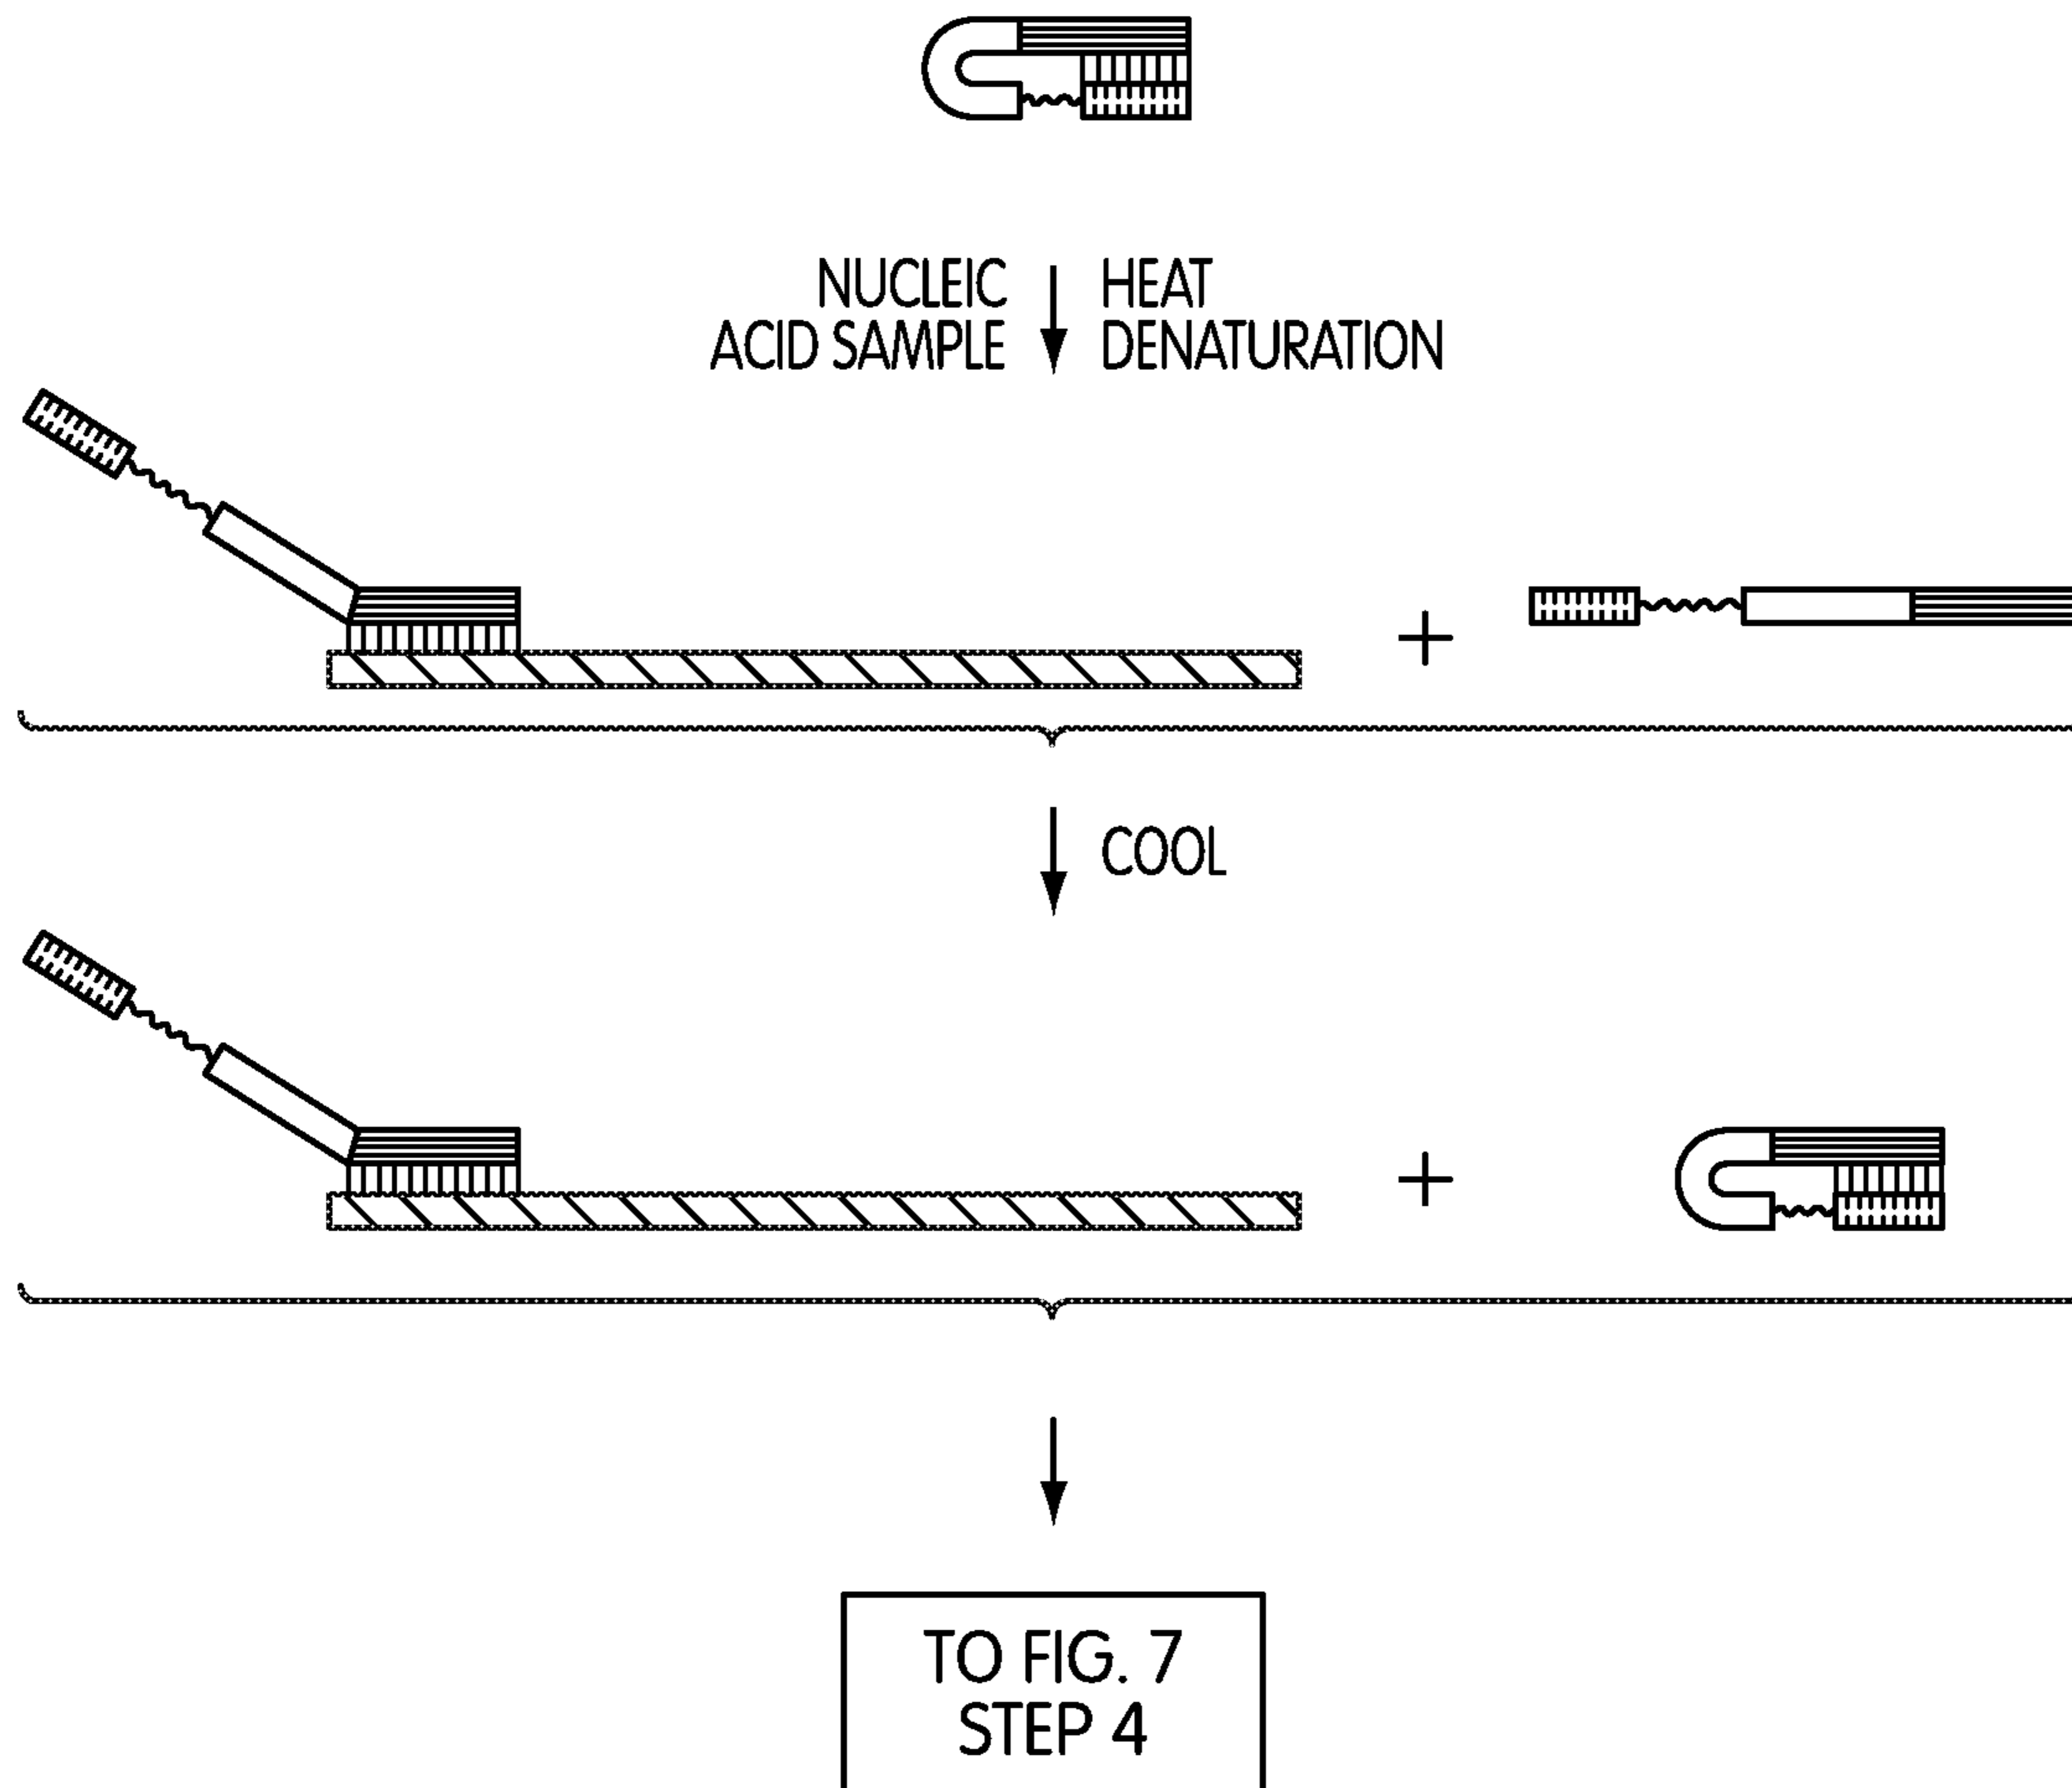 NUCLEIC
ACID SAMPLE
HEAT
DENATURATION
COOL
TO FIG. 7
STEP 4